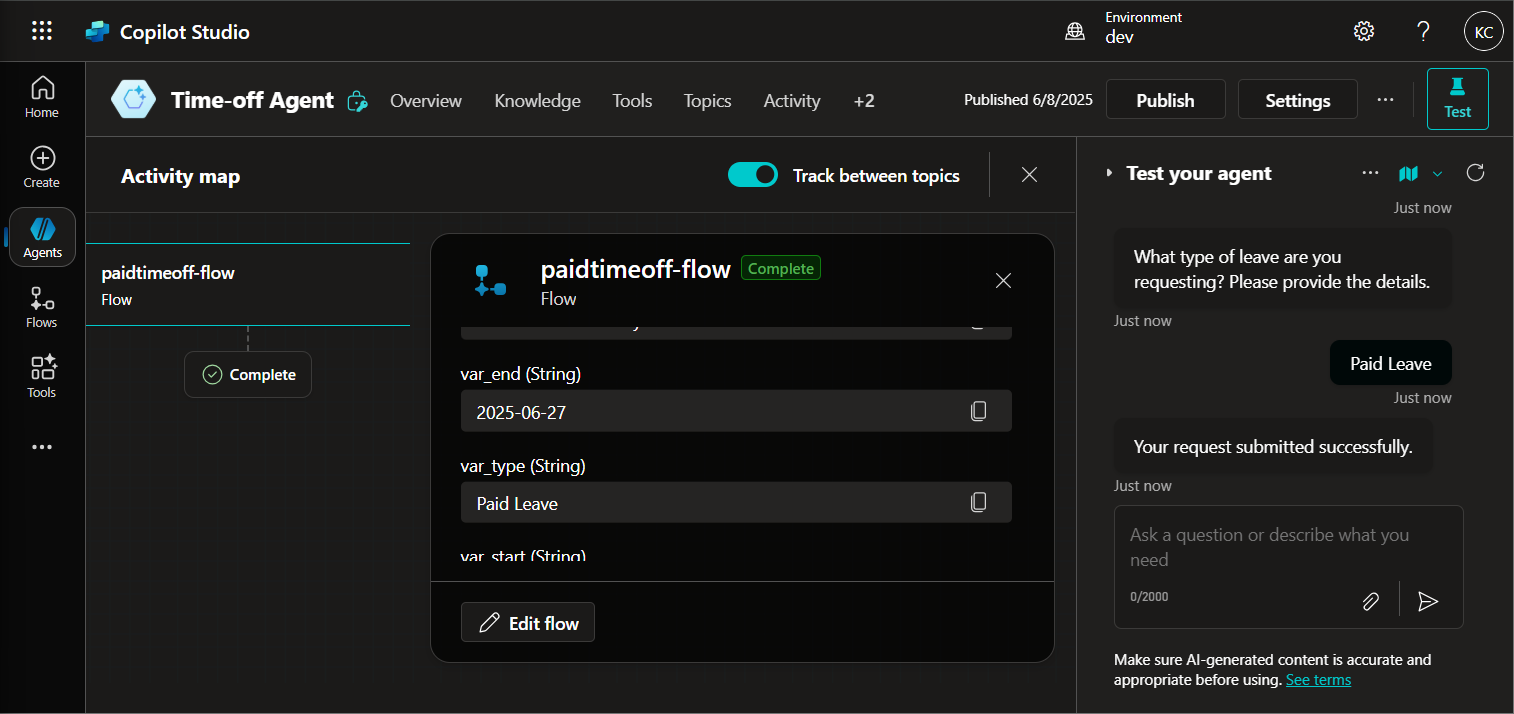 Copilot Studio
Environment
dev
KC
Home
Create
Agents
Flows
Tools
Time-off Agent
Overview
Knowledge
Tools
Topics
Activity
+2
Published 6/8/2025
Publish
Settings
Test
Activity map
Track between topics
paidtimeoff-flow
Flow
Complete
paidtimeoff-flow
Complete
Flow
var_end (String)
2025-06-27
var_type (String)
Paid Leave
var_start (String)
Edit flow
Test your agent
Just now
What type of leave are you
requesting? Please provide the details.
Just now
Paid Leave
Just now
Your request submitted successfully.
Just now
Ask a question or describe what you
need
0/2000
Make sure AI-generated content is accurate and
appropriate before using. See terms